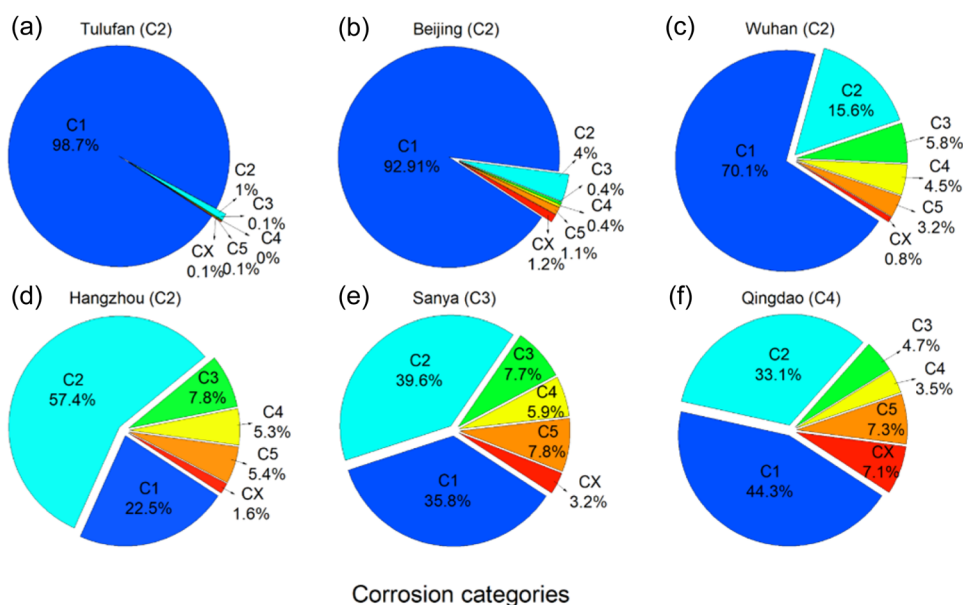 (a)
Tulufan (C2)
C1
98.7%
C2
1%
C3
0.1%
C4
0%
C5
0.1%
CX
0.1%
(b)
Beijing (C2)
C1
92.91%
C2
4%
C3
0.4%
C4
0.4%
C5
1.1%
CX
1.2%
(c)
Wuhan (C2)
C1
70.1%
C2
15.6%
C3
5.8%
C4
4.5%
C5
3.2%
CX
0.8%
(d)
Hangzhou (C2)
C2
57.4%
C3
7.8%
C4
5.3%
C5
5.4%
CX
1.6%
C1
22.5%
(e)
Sanya (C3)
C2
39.6%
C3
7.7%
C4
5.9%
C5
7.8%
CX
3.2%
C1
35.8%
(f)
Qingdao (C4)
C2
33.1%
C3
4.7%
C4
3.5%
C5
7.3%
CX
7.1%
C1
44.3%
Corrosion categories